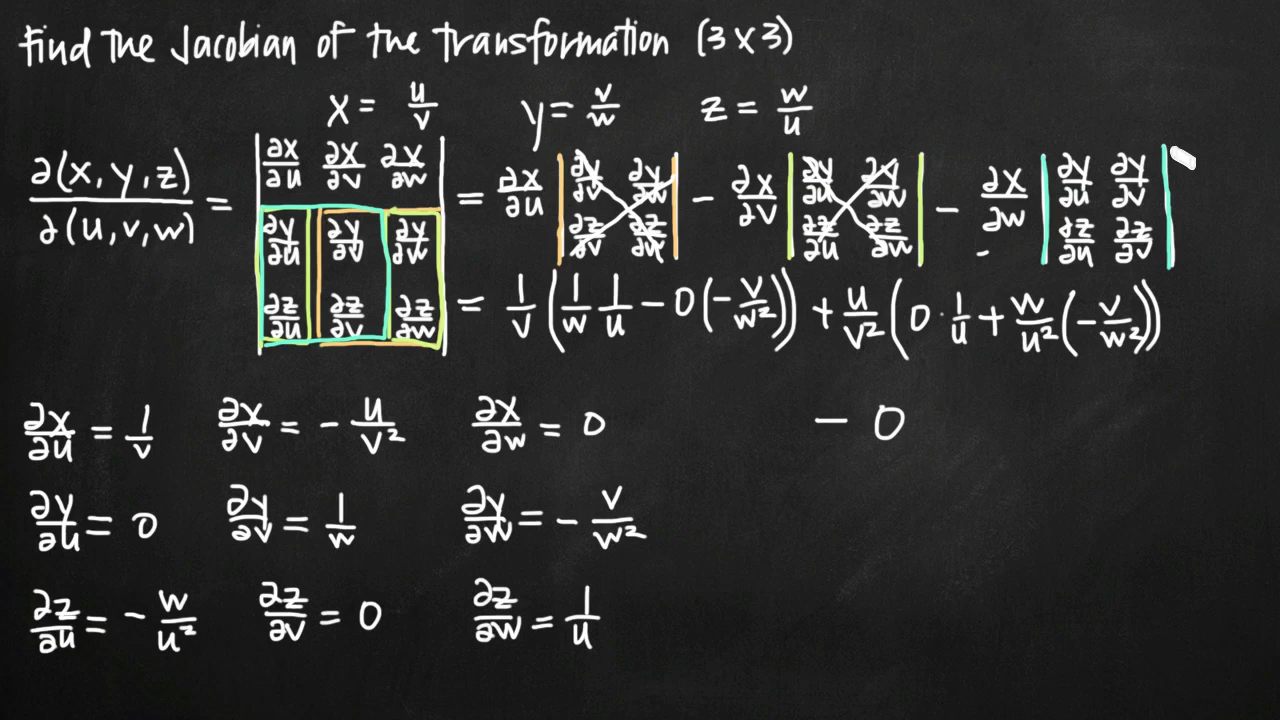 Find the Jacobian of the transformation (3 x 3)
x = u/v y = v/w z = w/u
∂(x, y, z)/∂(u, v, w) = | ∂x/∂u ∂x/∂v ∂x/∂w | = ∂x/∂u | ∂y/∂v ∂y/∂w | - ∂x/∂v | ∂y/∂u ∂y/∂w | - ∂x/∂w | ∂y/∂u ∂y/∂v |
| ∂y/∂u ∂y/∂v ∂y/∂w | | ∂z/∂v ∂z/∂w | | ∂z/∂u ∂z/∂w | | ∂z/∂u ∂z/∂v |
| ∂z/∂u ∂z/∂v ∂z/∂w | = 1/v (1/w 1/u - 0(-v/w²)) + u/v² (0 · 1/u + w/u² (-v/w²))
- 0
∂x/∂u = 1/v ∂x/∂v = - u/v² ∂x/∂w = 0
∂y/∂u = 0 ∂y/∂v = 1/w ∂y/∂w = - v/w²
∂z/∂u = - w/u² ∂z/∂v = 0 ∂z/∂w = 1/u